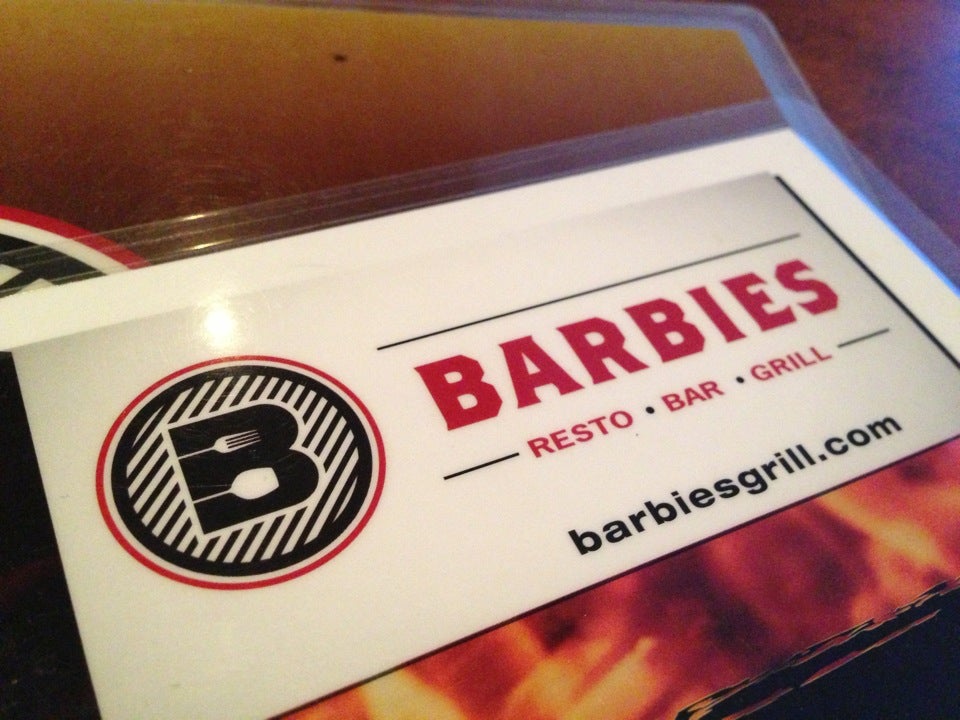 BARBIES
RESTO • BAR • GRILL
barbiesgrill.com
B